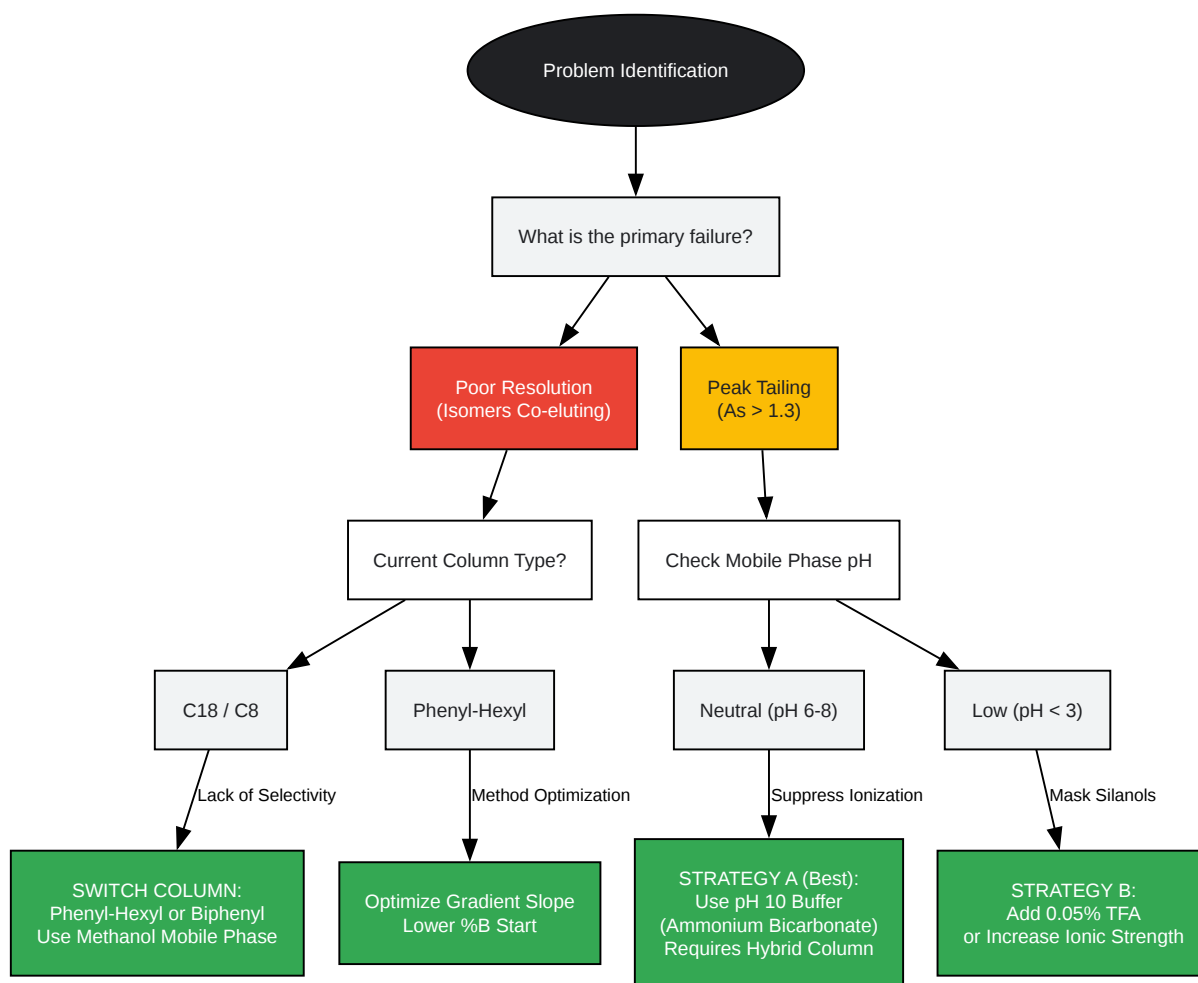 Problem Identification
What is the primary failure?
Poor Resolution
(Isomers Co-eluting)
Peak Tailing
(As > 1.3)
Current Column Type?
Check Mobile Phase pH
C18 / C8
Phenyl-Hexyl
Neutral (pH 6-8)
Low (pH < 3)
Lack of Selectivity
Method Optimization
Suppress Ionization
Mask Silanols
SWITCH COLUMN:
Phenyl-Hexyl or Biphenyl
Use Methanol Mobile Phase
Optimize Gradient Slope
Lower %B Start
STRATEGY A (Best):
Use pH 10 Buffer
(Ammonium Bicarbonate)
Requires Hybrid Column
STRATEGY B:
Add 0.05% TFA
or Increase Ionic Strength